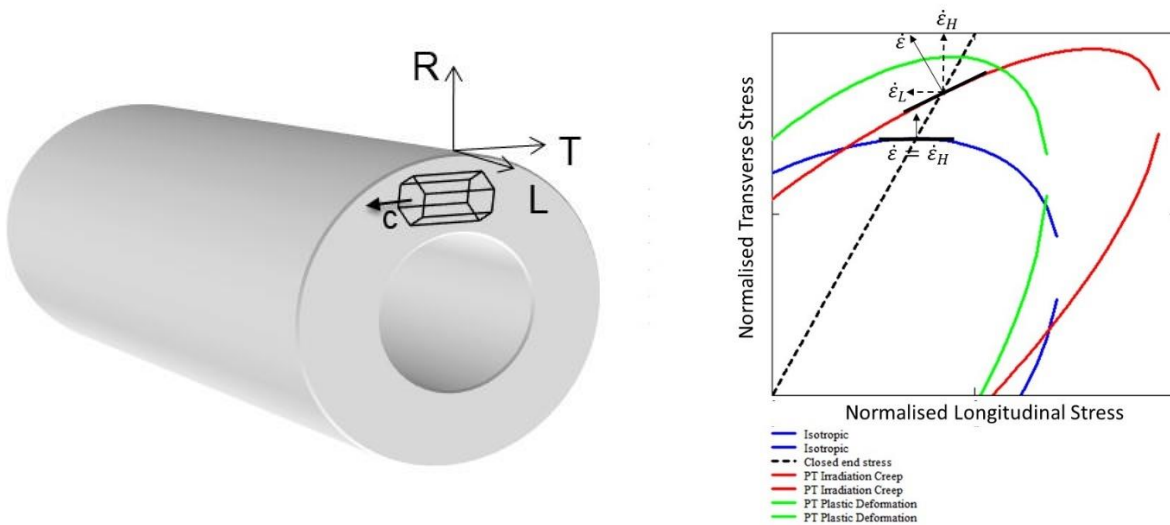 R
T
L
c
ε̇_H
ε̇
ε̇_L
ε̇ = ε̇_H
Normalised Transverse Stress
Normalised Longitudinal Stress
Isotropic
Isotropic
Closed end stress
PT Irradiation Creep
PT Irradiation Creep
PT Plastic Deformation
PT Plastic Deformation